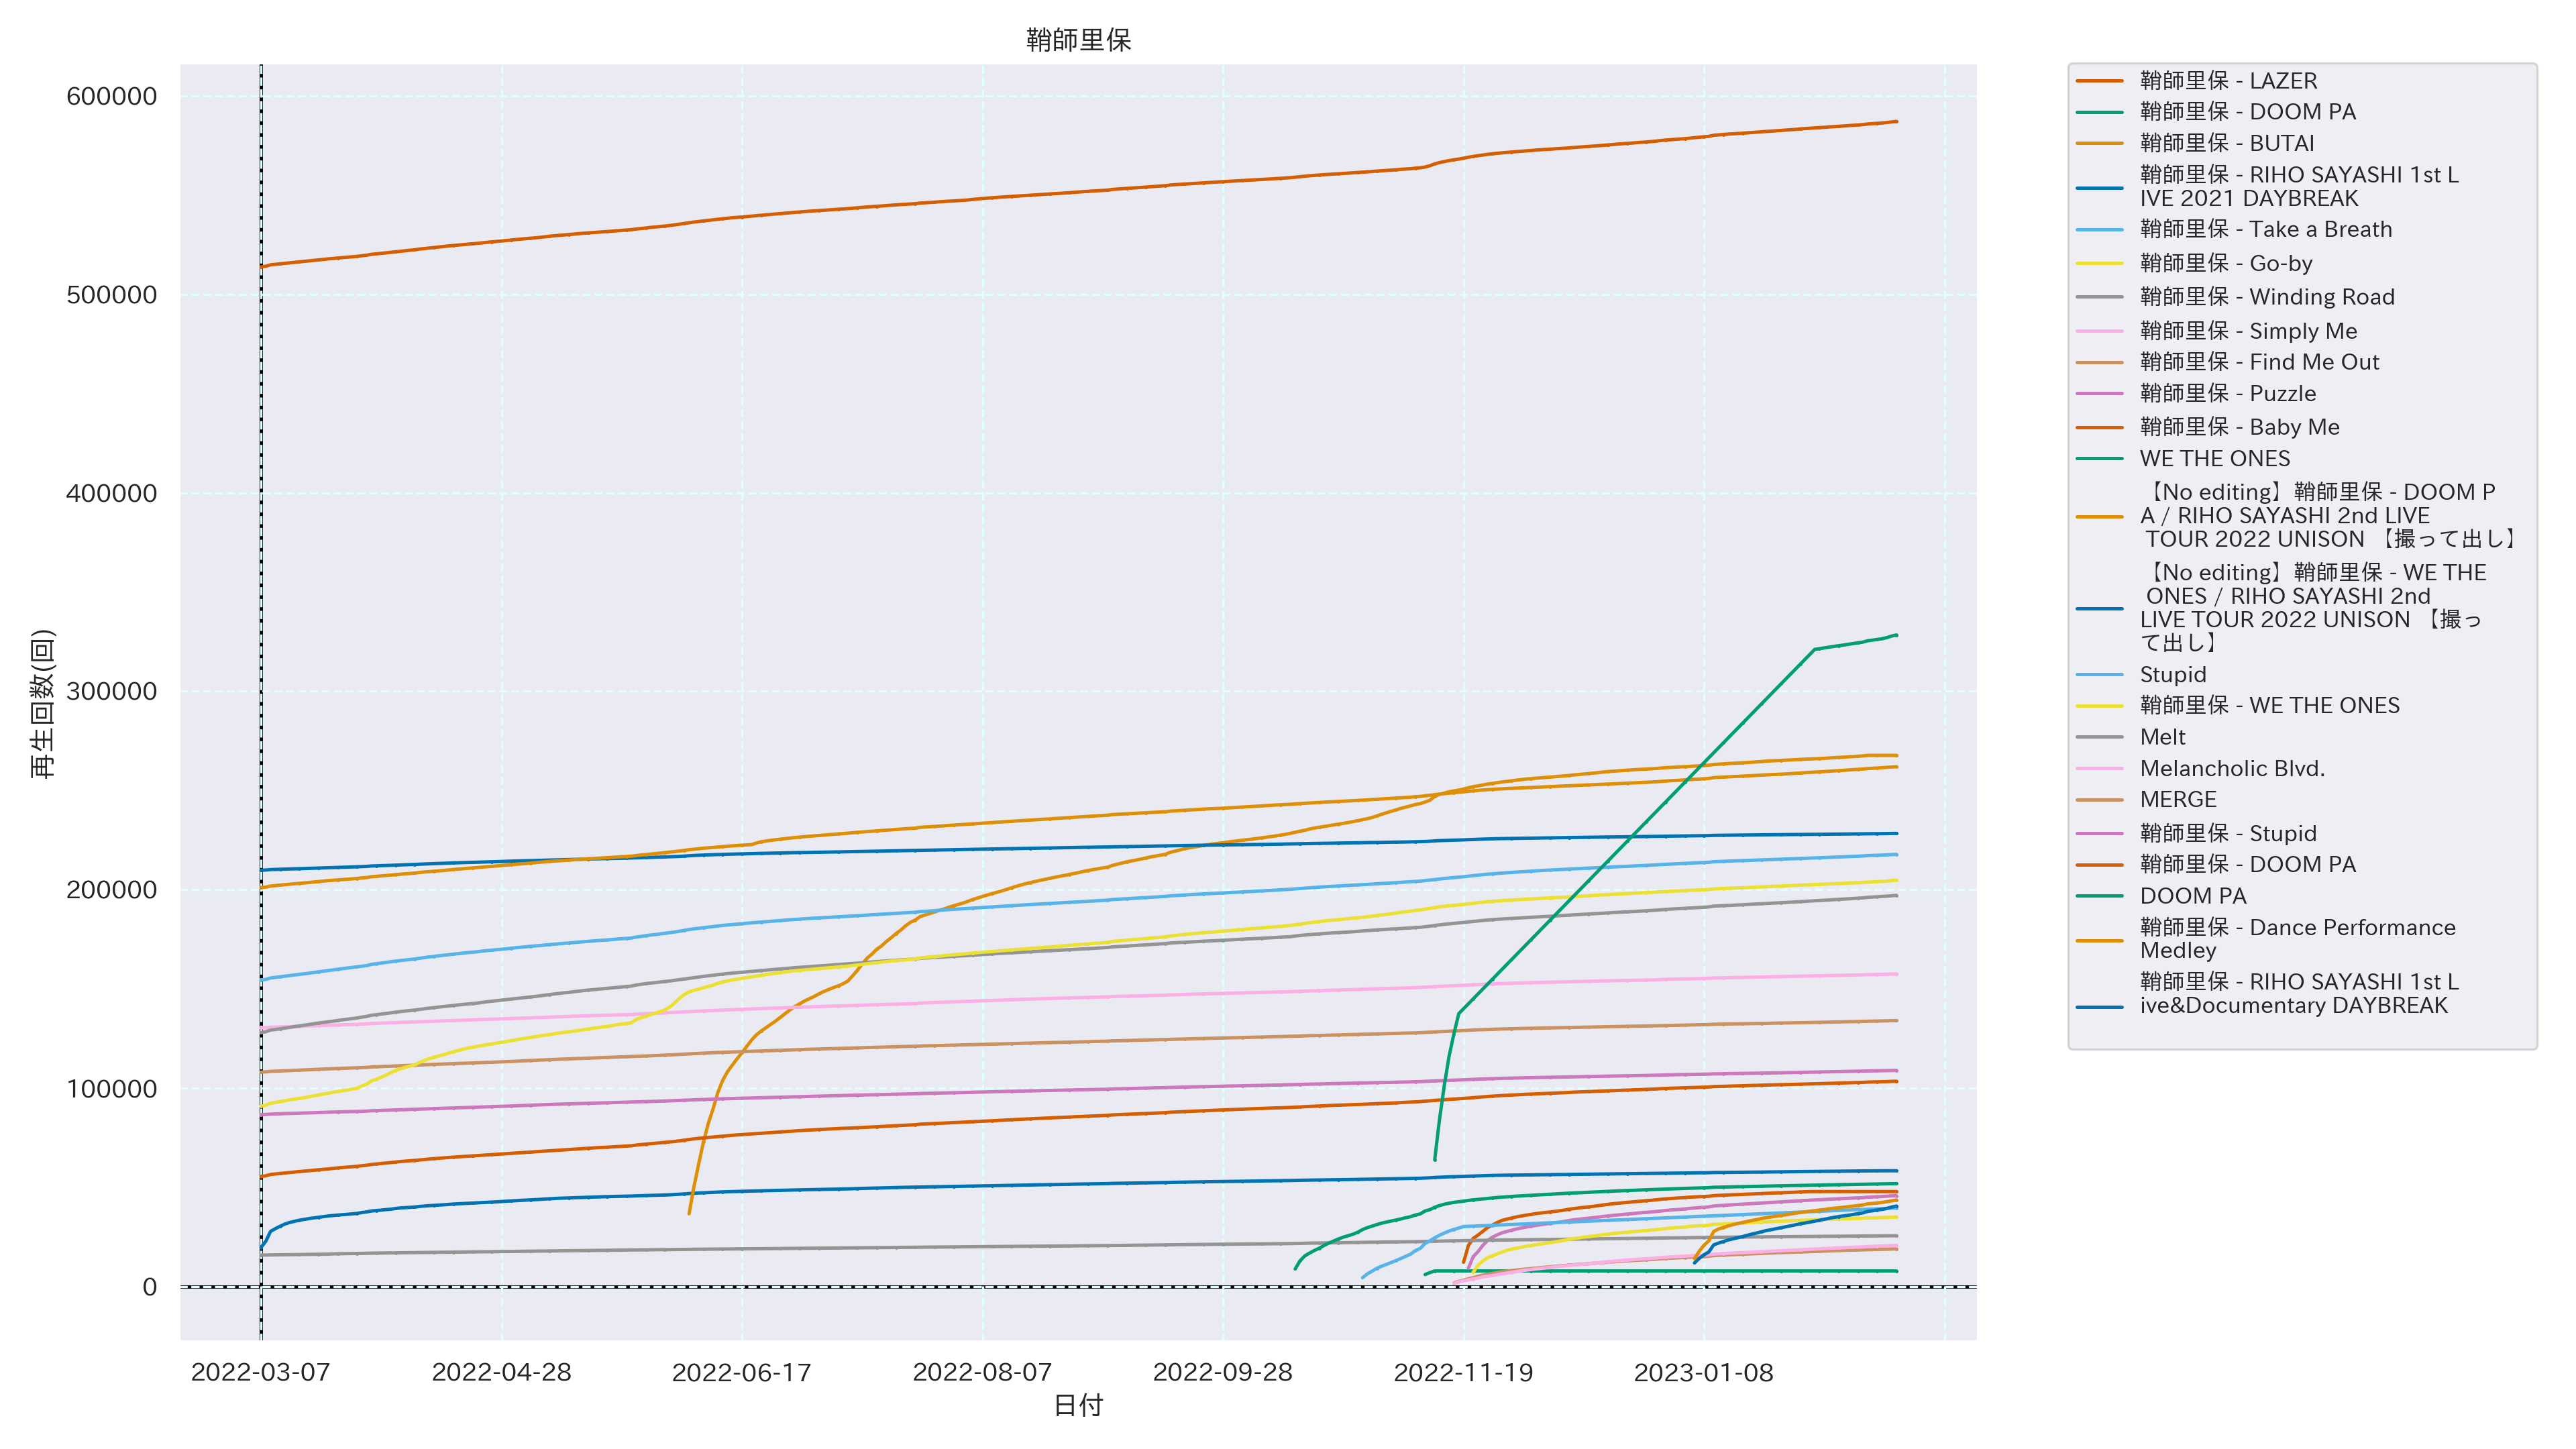 鞘師里保
600000
500000
400000
300000
200000
100000
0
再生回数(回)
2022-03-07
2022-04-28
2022-06-17
2022-08-07
2022-09-28
2022-11-19
2023-01-08
日付
鞘師里保 - LAZER
鞘師里保 - DOOM PA
鞘師里保 - BUTAI
鞘師里保 - RIHO SAYASHI 1st L
IVE 2021 DAYBREAK
鞘師里保 - Take a Breath
鞘師里保 - Go-by
鞘師里保 - Winding Road
鞘師里保 - Simply Me
鞘師里保 - Find Me Out
鞘師里保 - Puzzle
鞘師里保 - Baby Me
WE THE ONES
【No editing】鞘師里保 - DOOM P
A / RIHO SAYASHI 2nd LIVE
TOUR 2022 UNISON 【撮って出し】
【No editing】鞘師里保 - WE THE
ONES / RIHO SAYASHI 2nd
LIVE TOUR 2022 UNISON 【撮っ
て出し】
Stupid
鞘師里保 - WE THE ONES
Melt
Melancholic Blvd.
MERGE
鞘師里保 - Stupid
鞘師里保 - DOOM PA
DOOM PA
鞘師里保 - Dance Performance
Medley
鞘師里保 - RIHO SAYASHI 1st L
ive&Documentary DAYBREAK